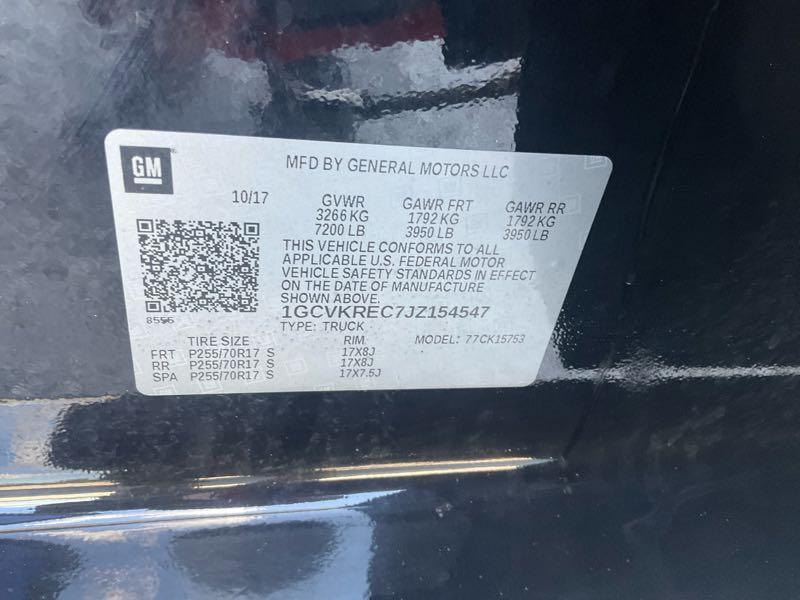 GM
MFD BY GENERAL MOTORS LLC
10/17 GVWR GAWR FRT GAWR RR
3266 KG 1792 KG 1792 KG
7200 LB 3950 LB 3950 LB
THIS VEHICLE CONFORMS TO ALL
APPLICABLE U.S. FEDERAL MOTOR
VEHICLE SAFETY STANDARDS IN EFFECT
ON THE DATE OF MANUFACTURE
SHOWN ABOVE.
8556
1GCVKREC7JZ154547
TYPE: TRUCK MODEL: 77CK15753
TIRE SIZE RIM
FRT P255/70R17 S 17X8J
RR P255/70R17 S 17X8J
SPA P255/70R17 S 17X7.5J